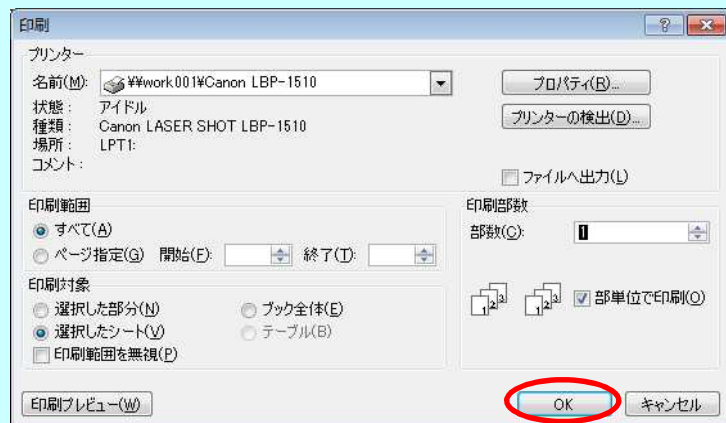 印刷
プリンター
名前(M): ¥¥work001¥Canon LBP-1510
プロパティ(R)...
状態: アイドル
種類: Canon LASER SHOT LBP-1510
プリンターの検出(D)...
場所: LPT1:
コメント:
ファイルへ出力(L)
印刷範囲
すべて(A)
ページ指定(G) 開始(F): 終了(T):
印刷部数
部数(C): 1
1 2 3 1 2 3 部単位で印刷(O)
印刷対象
選択した部分(N) ブック全体(E)
選択したシート(V) テーブル(B)
印刷範囲を無視(P)
印刷プレビュー(W) OK キャンセル